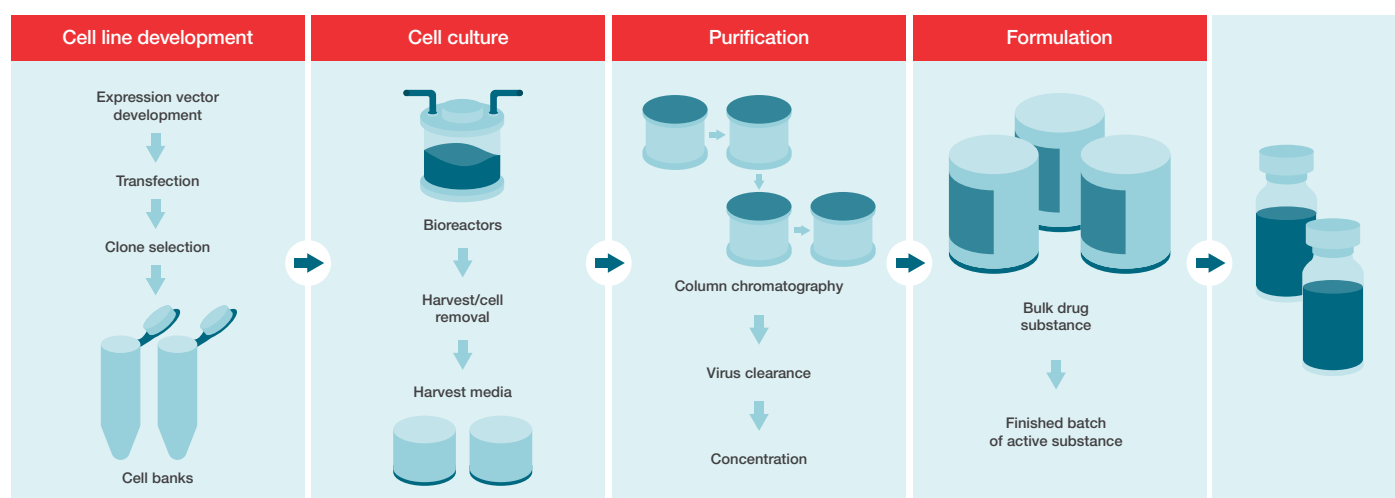 Cell line development
Expression vector
development
Transfection
Clone selection
Cell banks
Cell culture
Bioreactors
Harvest/cell
removal
Harvest media
Purification
Column chromatography
Virus clearance
Concentration
Formulation
Bulk drug
substance
Finished batch
of active substance